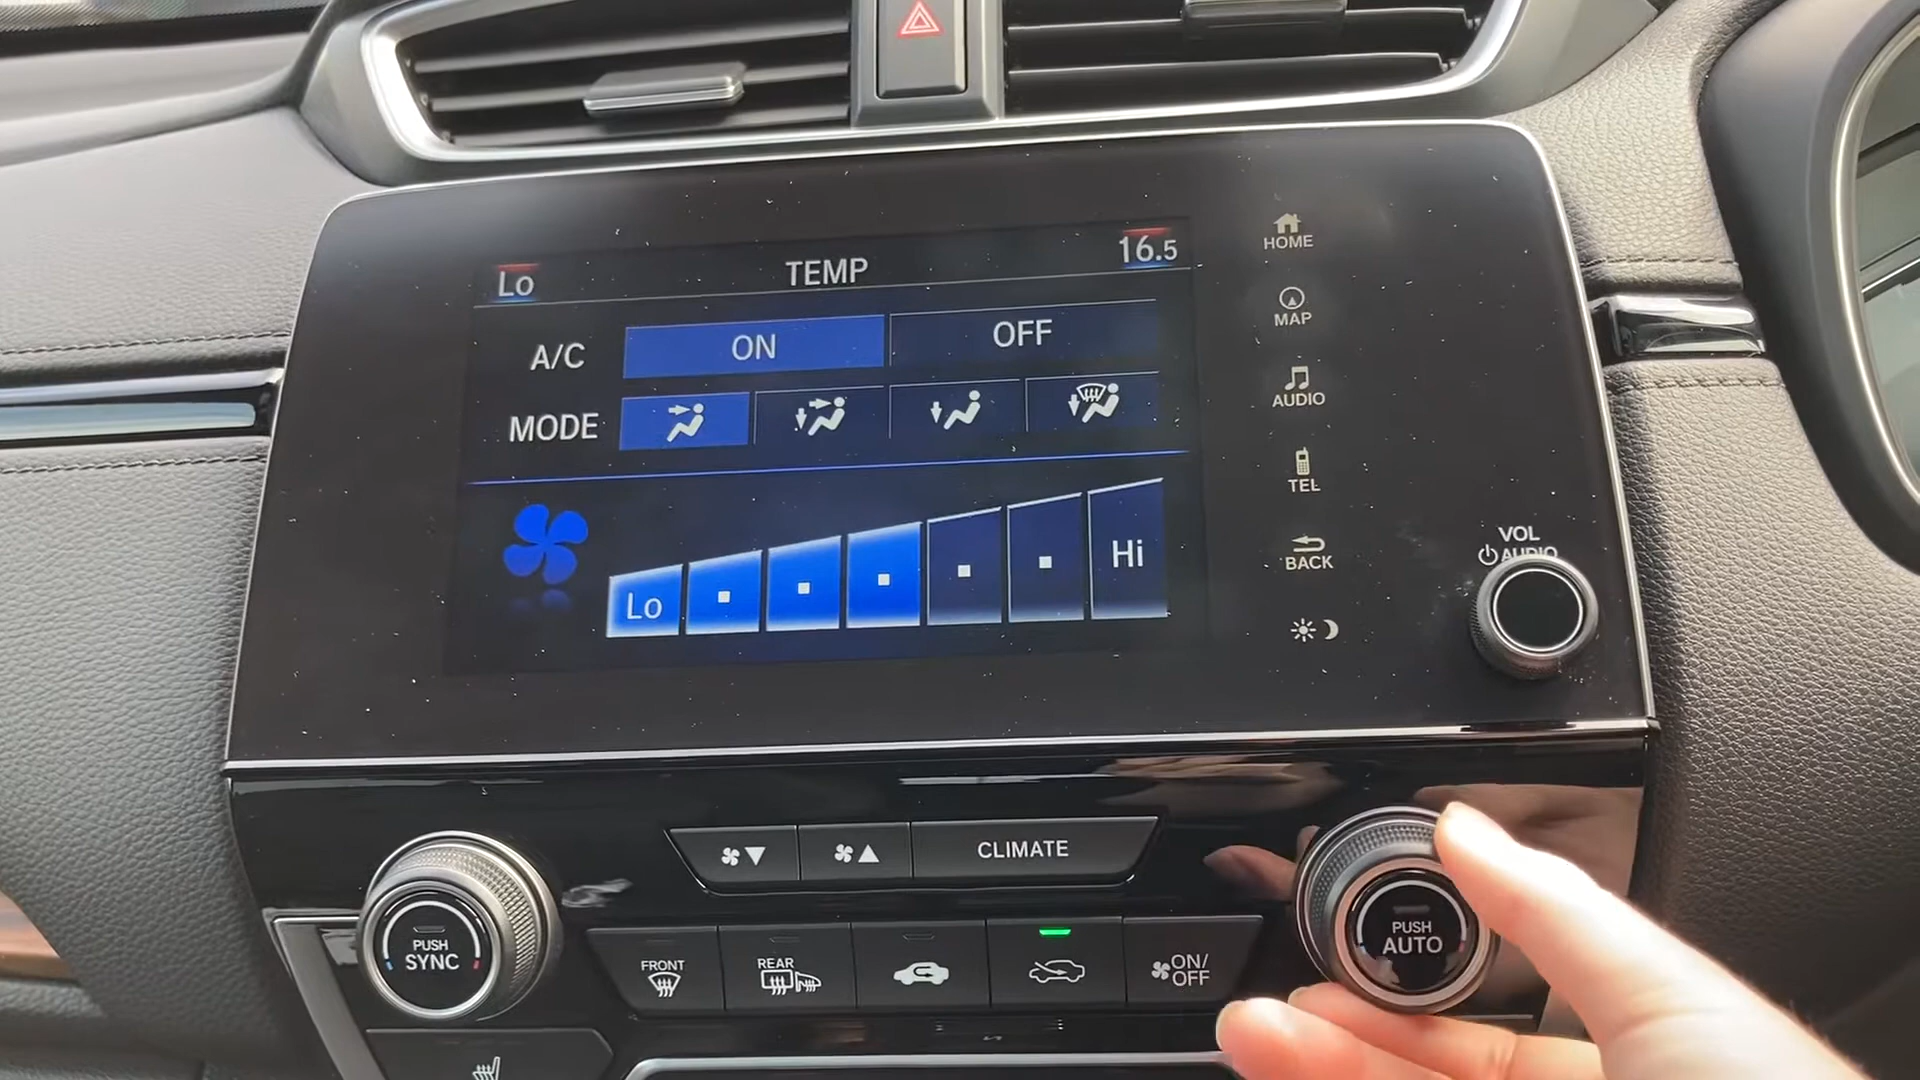 Lo
TEMP
16.5
A/C
ON
OFF
MODE
Lo
Hi
HOME
MAP
AUDIO
TEL
BACK
VOL
AUDIO
CLIMATE
PUSH
SYNC
FRONT
REAR
ON/
OFF
PUSH
AUTO